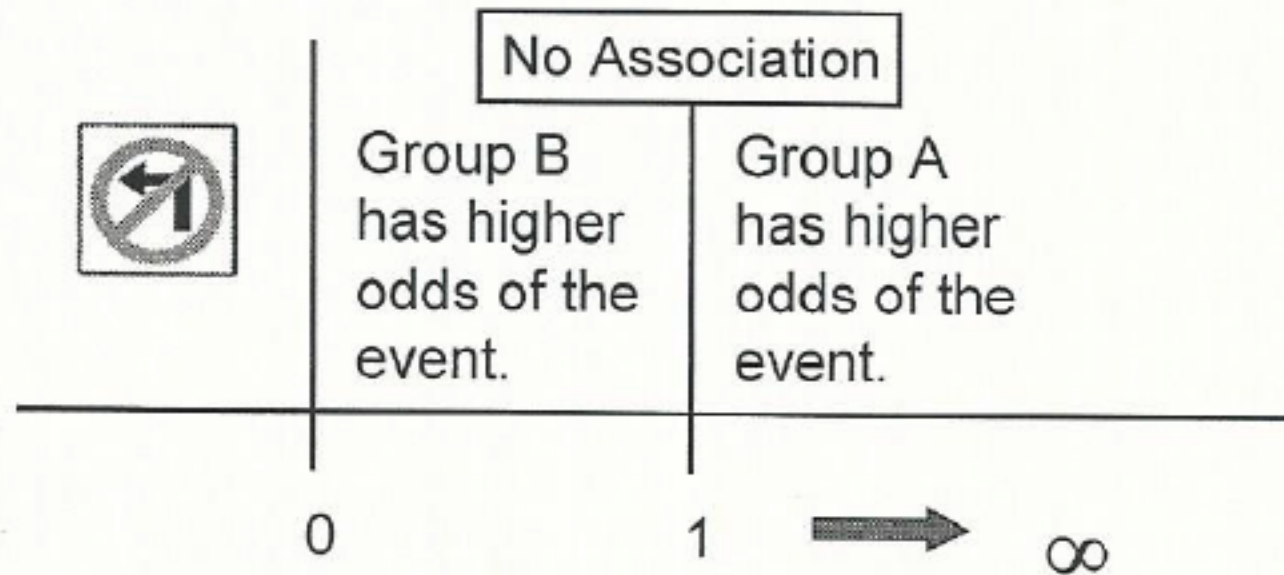 No Association
Group B
has higher
odds of the
event.
Group A
has higher
odds of the
event.
0
1
∞